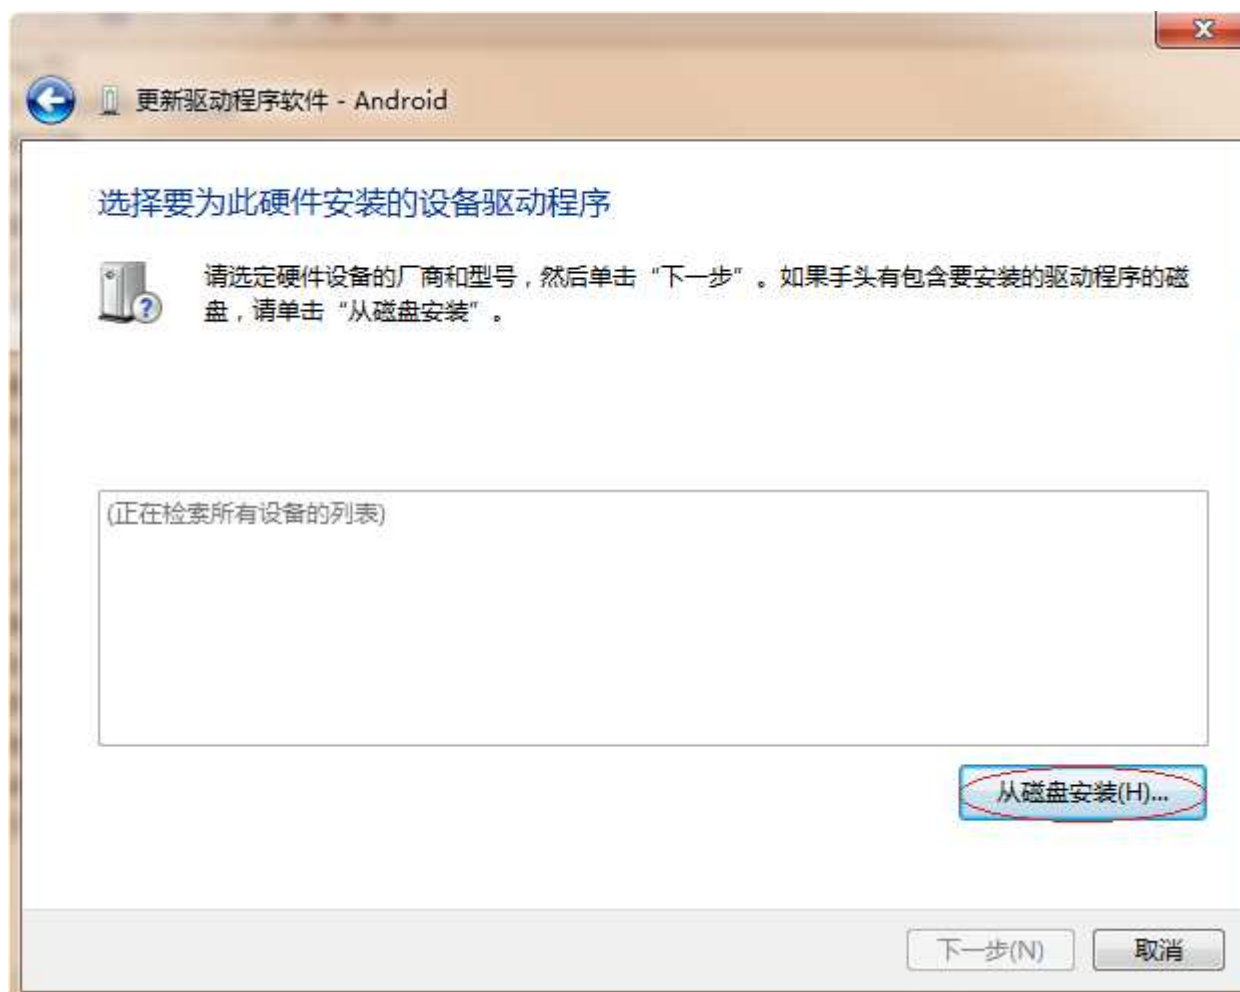 更新驱动程序软件 - Android
选择要为此硬件安装的设备驱动程序
请选定硬件设备的厂商和型号，然后单击“下一步”。如果手头有包含要安装的驱动程序的磁
盘，请单击“从磁盘安装”。
(正在检索所有设备的列表)
从磁盘安装(H)...
下一步(N)
取消